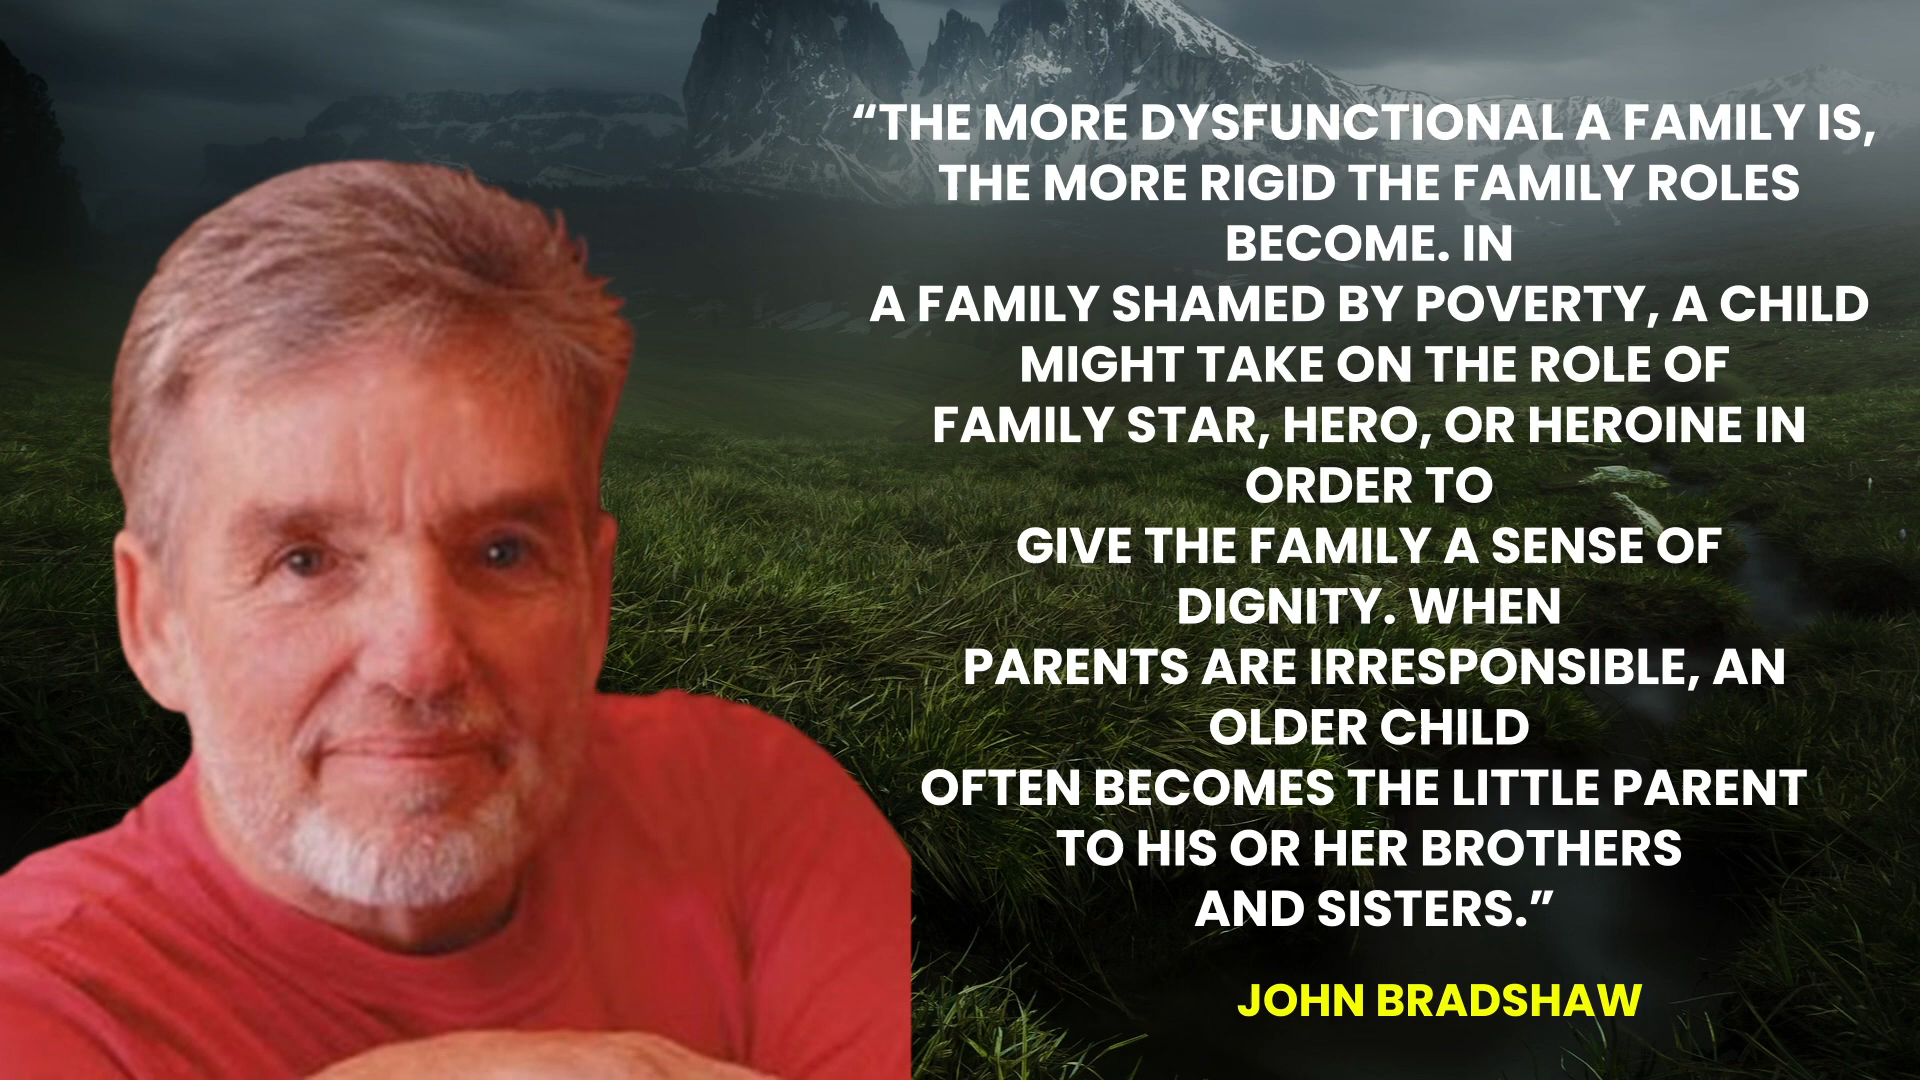 “THE MORE DYSFUNCTIONAL A FAMILY IS,
THE MORE RIGID THE FAMILY ROLES
BECOME. IN
A FAMILY SHAMED BY POVERTY, A CHILD
MIGHT TAKE ON THE ROLE OF
FAMILY STAR, HERO, OR HEROINE IN
ORDER TO
GIVE THE FAMILY A SENSE OF
DIGNITY. WHEN
PARENTS ARE IRRESPONSIBLE, AN
OLDER CHILD
OFTEN BECOMES THE LITTLE PARENT
TO HIS OR HER BROTHERS
AND SISTERS.”
JOHN BRADSHAW